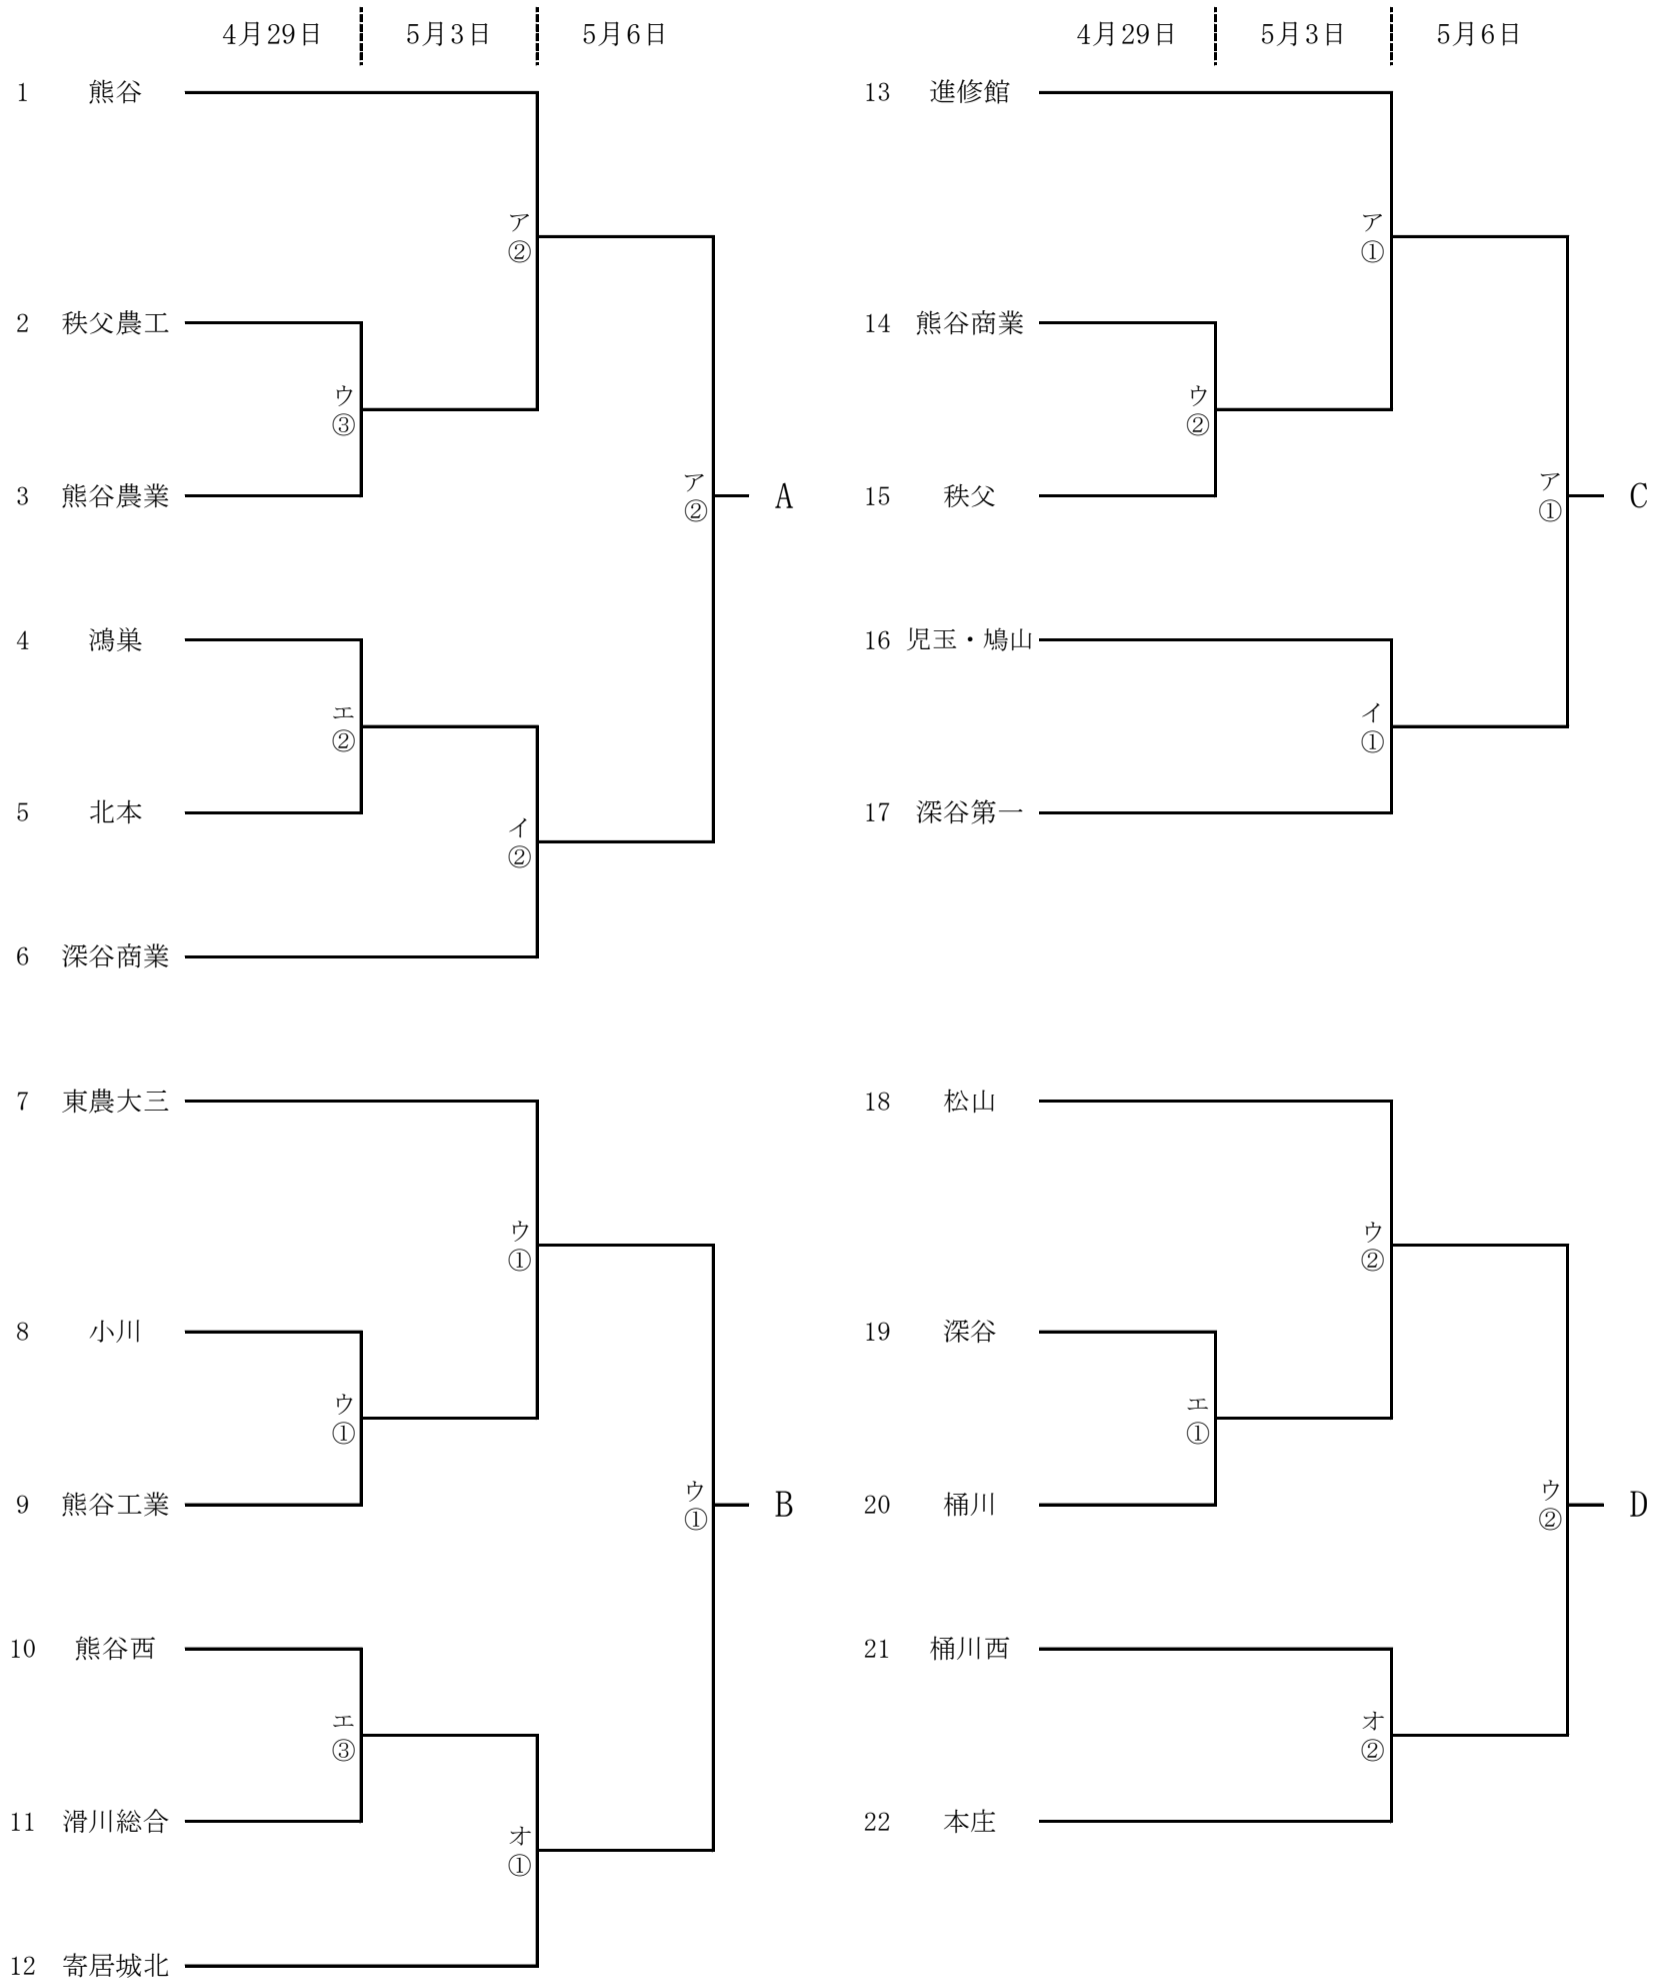 4月29日 5月3日 5月6日
1 熊谷
ア
②
2 秩父農工
ウ
③
3 熊谷農業
ア
②
A
4 鴻巣
エ
②
5 北本
イ
②
6 深谷商業
7 東農大三
ウ
①
8 小川
ウ
①
9 熊谷工業
ウ
①
B
10 熊谷西
エ
③
11 滑川総合
オ
①
12 寄居城北
4月29日 5月3日 5月6日
13 進修館
ア
①
14 熊谷商業
ウ
②
15 秩父
ア
①
C
16 児玉・鳩山
イ
①
17 深谷第一
18 松山
ウ
②
19 深谷
エ
①
20 桶川
ウ
②
D
21 桶川西
オ
②
22 本庄